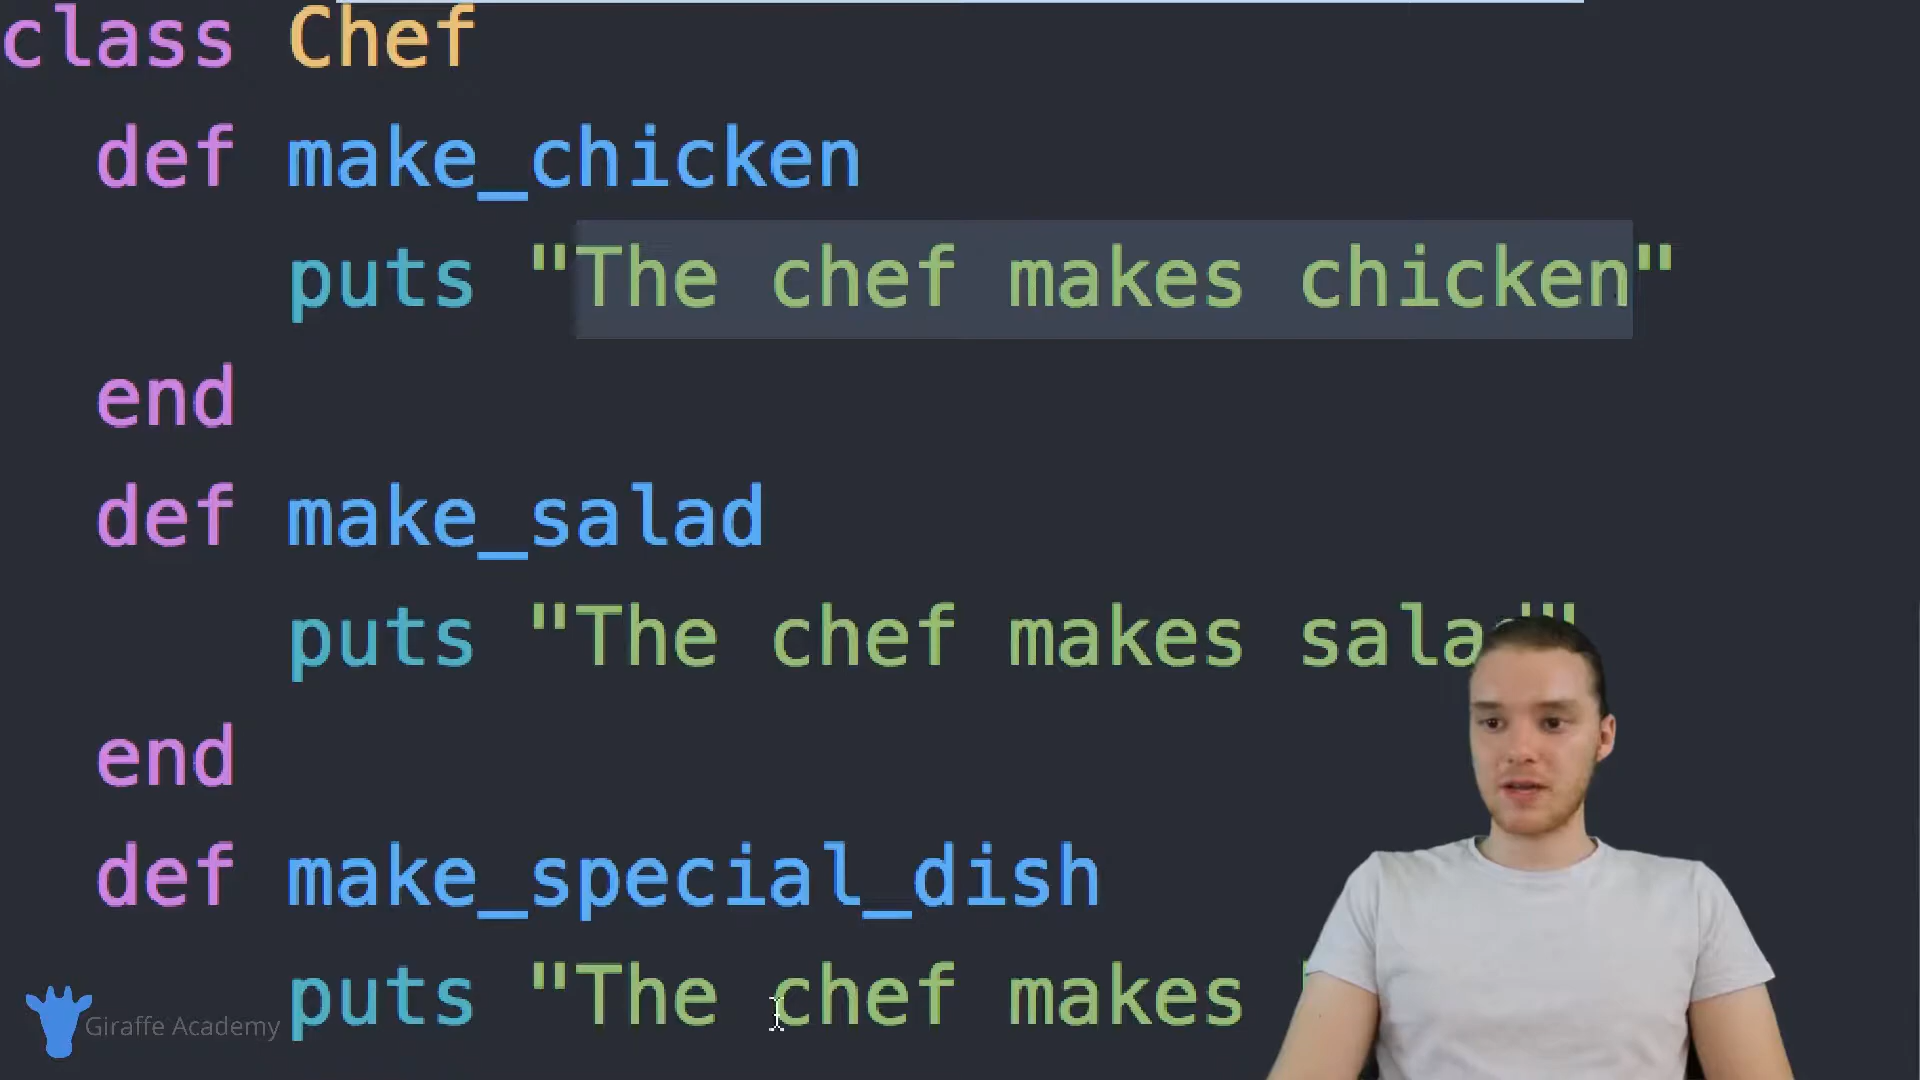 class Chef
def make_chicken
puts "The chef makes chicken"
end
def make_salad
puts "The chef makes
end
def make_special_dish
puts "The chef makes
Giraffe Academy